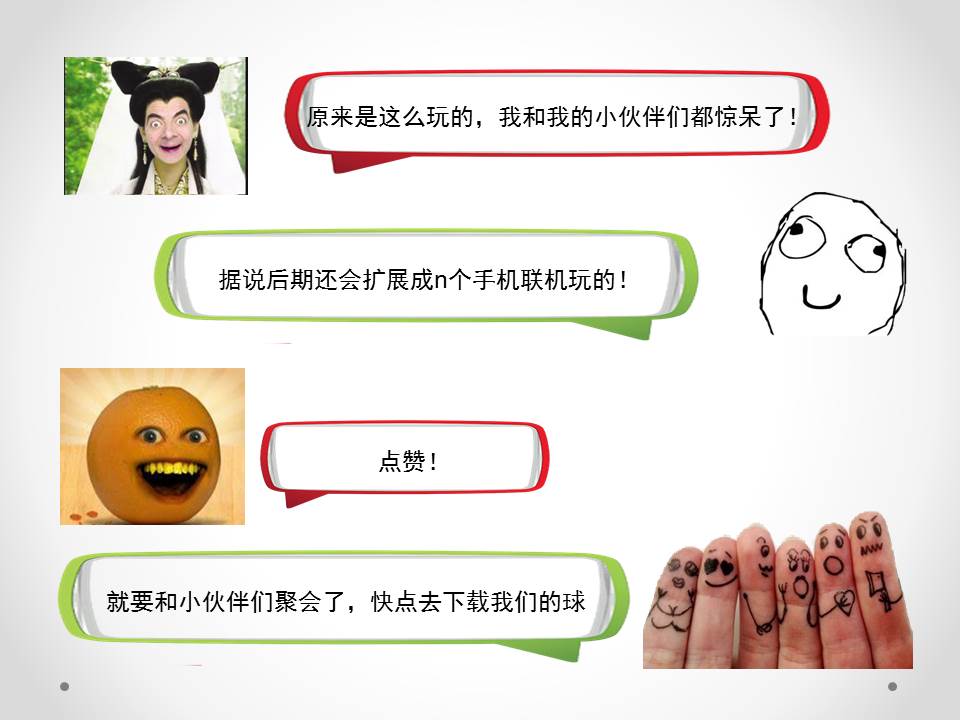 原来是这么玩的，我和我的小伙伴们都惊呆了！
据说后期还会扩展成n个手机联机玩的！
点赞！
就要和小伙伴们聚会了，快点去下载我们的球